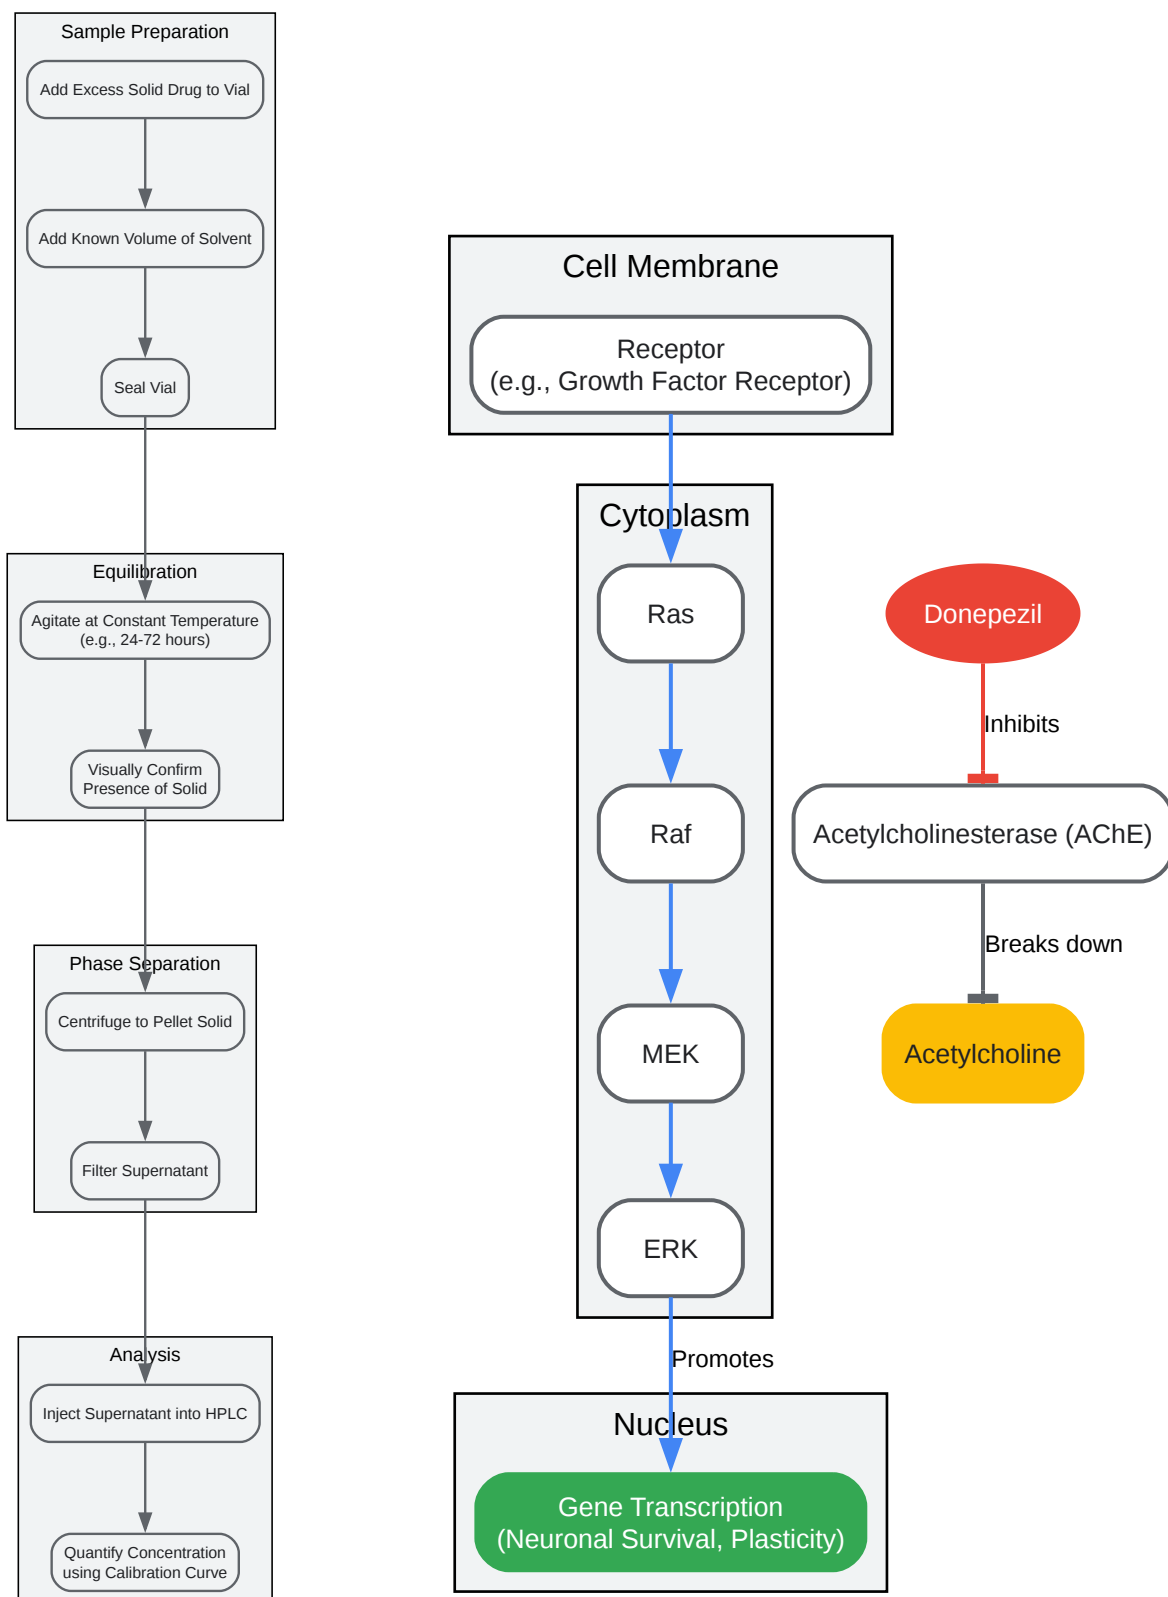 Sample Preparation
Add Excess Solid Drug to Vial
Add Known Volume of Solvent
Seal Vial
Equilibration
Agitate at Constant Temperature
(e.g., 24-72 hours)
Visually Confirm
Presence of Solid
Phase Separation
Centrifuge to Pellet Solid
Filter Supernatant
Analysis
Inject Supernatant into HPLC
Quantify Concentration
using Calibration Curve
Cell Membrane
Receptor
(e.g., Growth Factor Receptor)
Cytoplasm
Ras
Raf
MEK
ERK
Promotes
Nucleus
Gene Transcription
(Neuronal Survival, Plasticity)
Donepezil
Inhibits
Acetylcholinesterase (AChE)
Breaks down
Acetylcholine